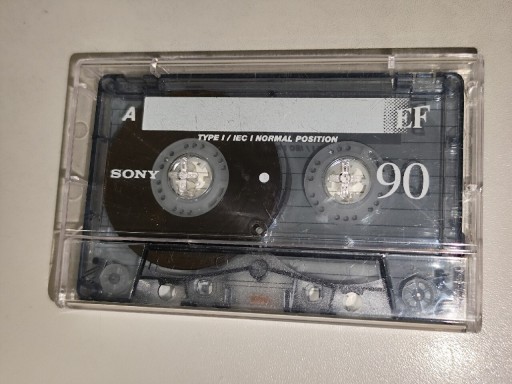 A
EF
TYPE I / IEC I NORMAL POSITION
SONY
90